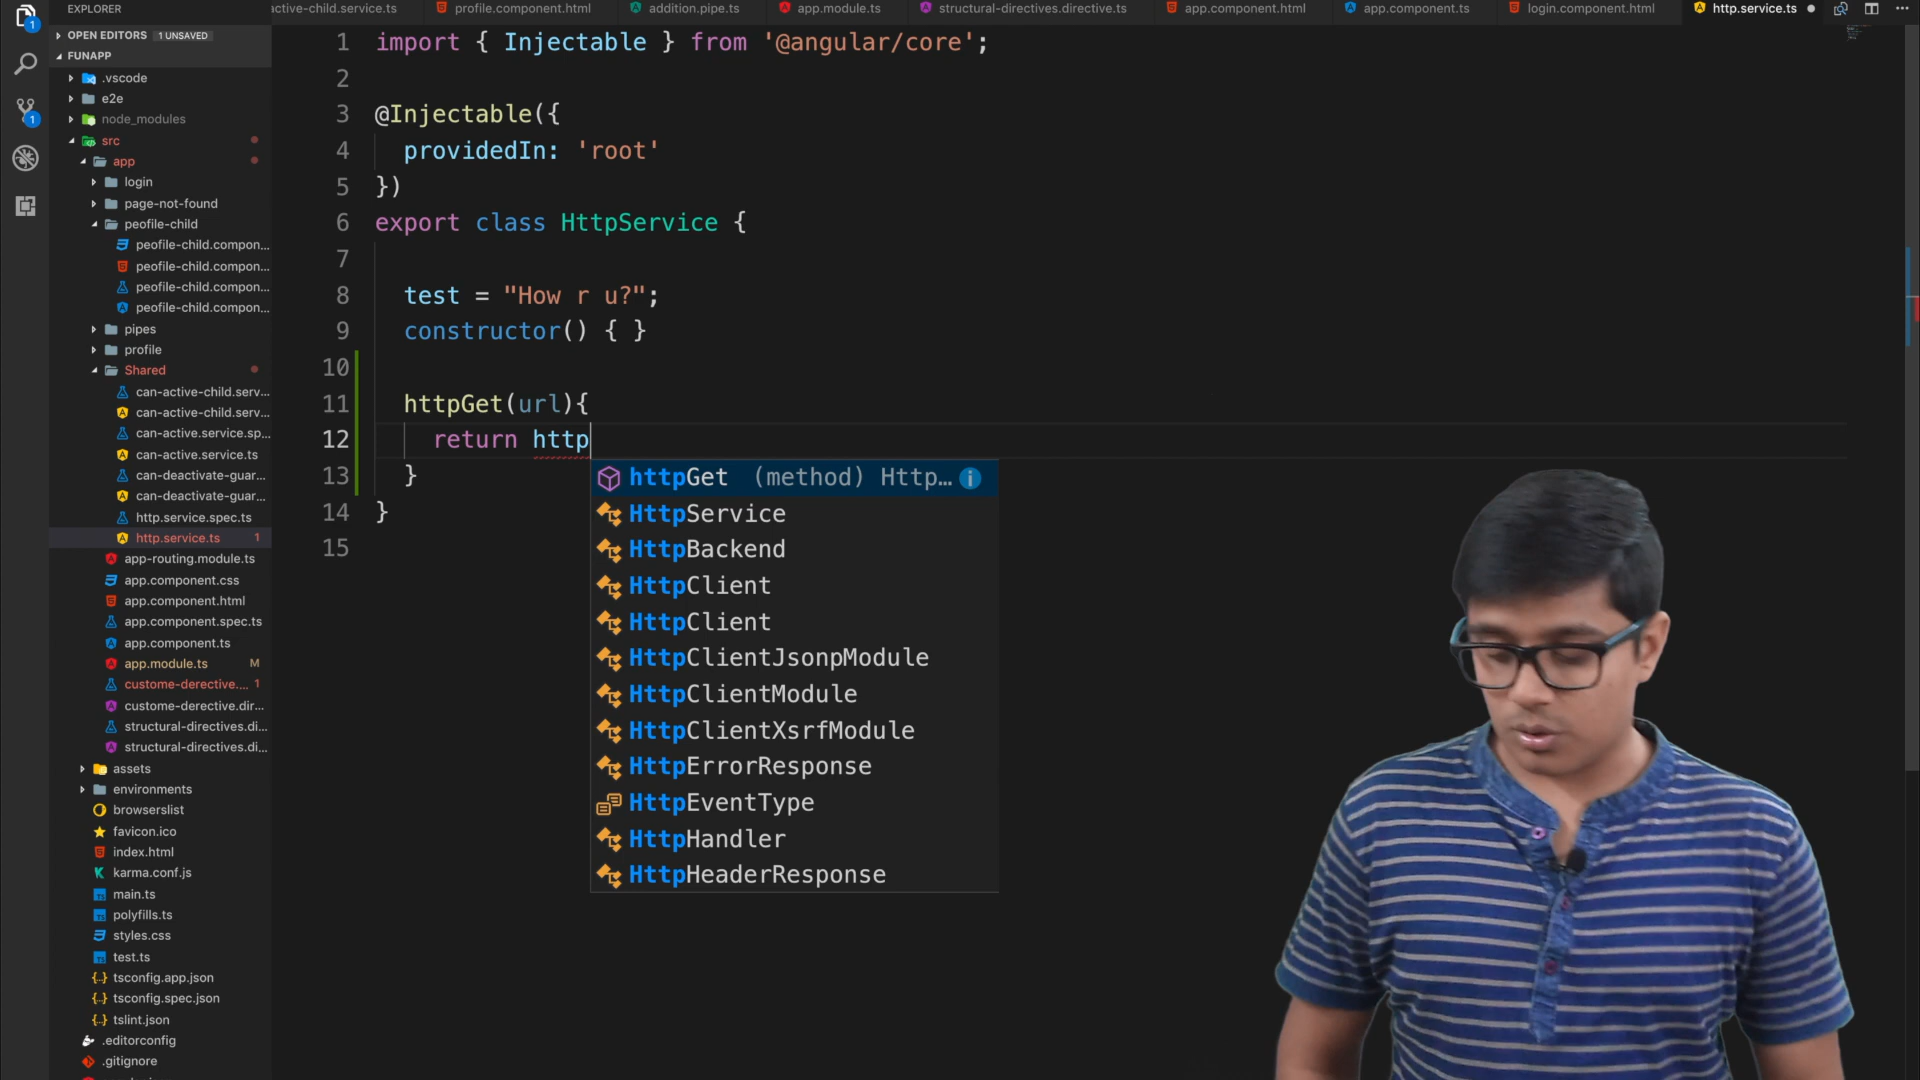 EXPLORER
OPEN EDITORS 1 UNSAVED
FUNAPP
.vscode
e2e
node_modules
src
app
login
page-not-found
peofile-child
peofile-child.compon...
peofile-child.compon...
peofile-child.compon...
peofile-child.compon...
pipes
profile
Shared
can-active-child.serv...
can-active-child.serv...
can-active.service.sp...
can-active.service.ts
can-deactivate-guar...
can-deactivate-guar...
http.service.spec.ts
http.service.ts 1
app-routing.module.ts
app.component.css
app.component.html
app.component.spec.ts
app.component.ts
app.module.ts M
custome-derective.... 1
custome-derective.dir...
structural-directives.di...
structural-directives.di...
assets
environments
browserslist
favicon.ico
index.html
karma.conf.js
main.ts
polyfills.ts
styles.css
test.ts
tsconfig.app.json
tsconfig.spec.json
tslint.json
.editorconfig
.gitignore
active-child.service.ts profile.component.html addition.pipe.ts app.module.ts structural-directives.directive.ts app.component.html app.component.ts login.component.html http.service.ts
1 import { Injectable } from '@angular/core';
2
3 @Injectable({
4 providedIn: 'root'
5 })
6 export class HttpService {
7
8 test = "How r u?";
9 constructor() { }
10
11 httpGet(url){
12 return http
13 }
14 }
15
httpGet (method) Http...
HttpService
HttpBackend
HttpClient
HttpClient
HttpClientJsonpModule
HttpClientModule
HttpClientXsrfModule
HttpErrorResponse
HttpEventType
HttpHandler
HttpHeaderResponse
1
1